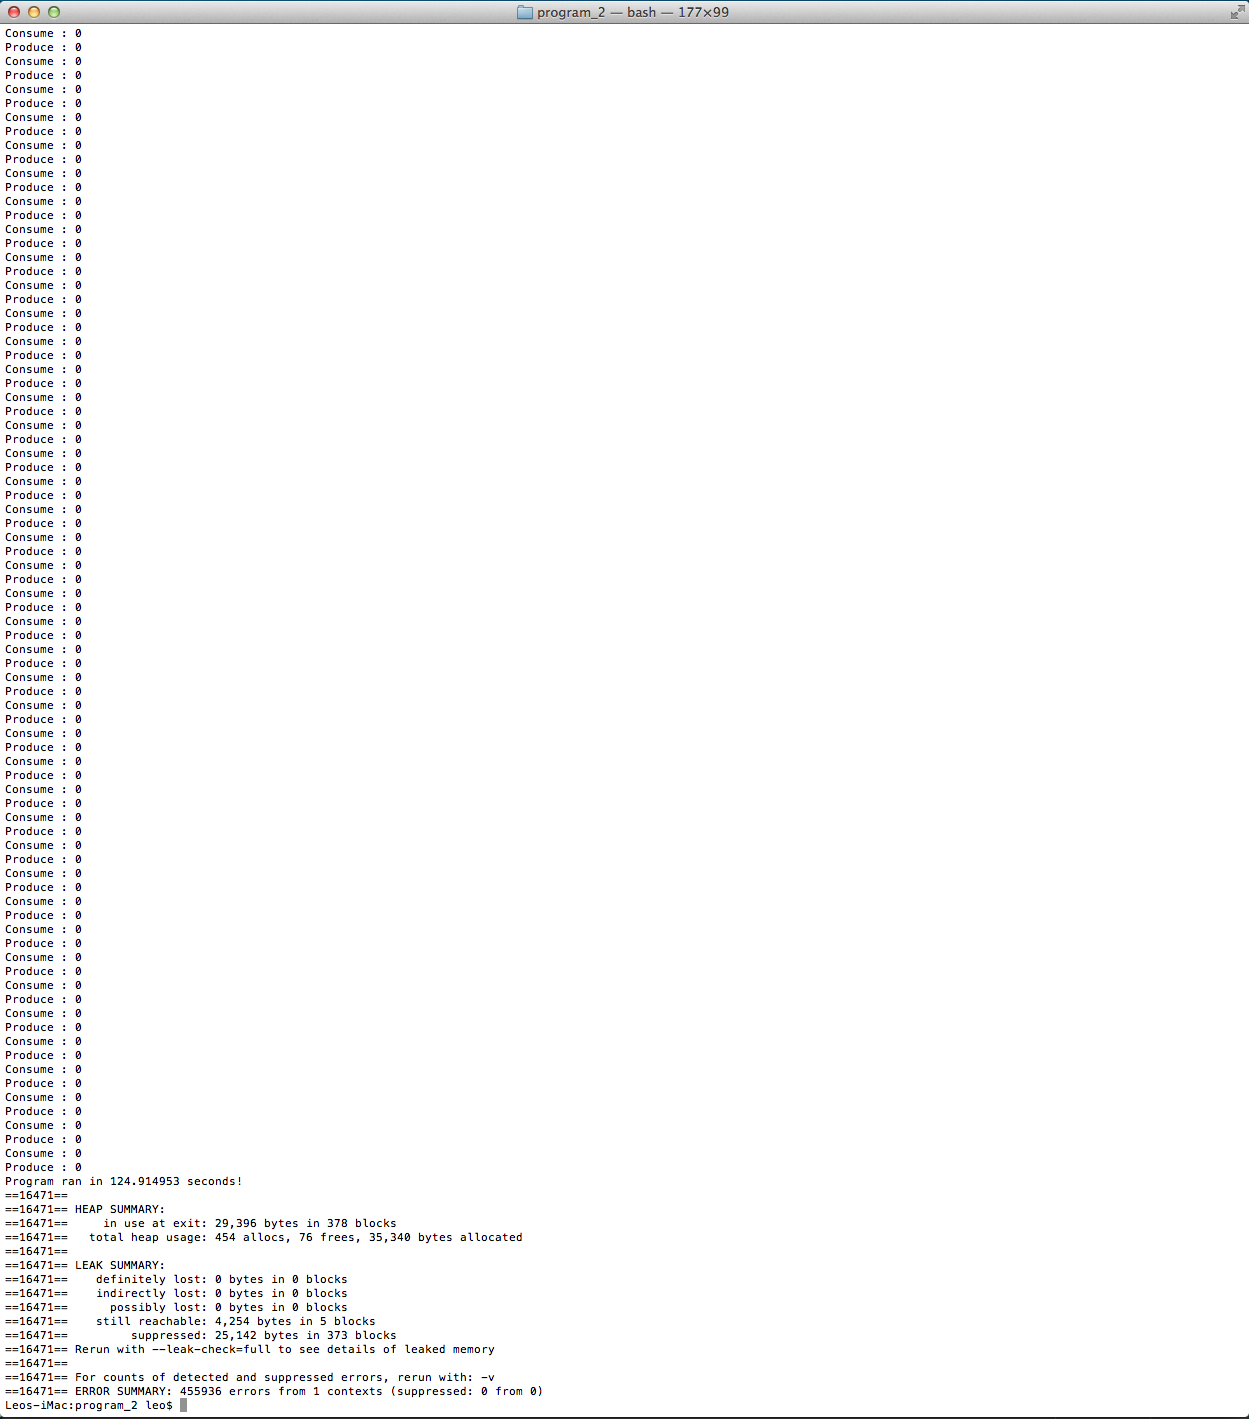 program_2 — bash — 177×99
Consume : 0
Produce : 0
Consume : 0
Produce : 0
Consume : 0
Produce : 0
Consume : 0
Produce : 0
Consume : 0
Produce : 0
Consume : 0
Produce : 0
Consume : 0
Produce : 0
Consume : 0
Produce : 0
Consume : 0
Produce : 0
Consume : 0
Produce : 0
Consume : 0
Produce : 0
Consume : 0
Produce : 0
Consume : 0
Produce : 0
Consume : 0
Produce : 0
Consume : 0
Produce : 0
Consume : 0
Produce : 0
Consume : 0
Produce : 0
Consume : 0
Produce : 0
Consume : 0
Produce : 0
Consume : 0
Produce : 0
Consume : 0
Produce : 0
Consume : 0
Produce : 0
Consume : 0
Produce : 0
Consume : 0
Produce : 0
Consume : 0
Produce : 0
Consume : 0
Produce : 0
Consume : 0
Produce : 0
Consume : 0
Produce : 0
Consume : 0
Produce : 0
Consume : 0
Produce : 0
Consume : 0
Produce : 0
Consume : 0
Produce : 0
Consume : 0
Produce : 0
Consume : 0
Produce : 0
Consume : 0
Produce : 0
Consume : 0
Produce : 0
Consume : 0
Produce : 0
Consume : 0
Produce : 0
Consume : 0
Produce : 0
Consume : 0
Produce : 0
Consume : 0
Produce : 0
Program ran in 124.914953 seconds!
==16471==
==16471== HEAP SUMMARY:
==16471==     in use at exit: 29,396 bytes in 378 blocks
==16471==   total heap usage: 454 allocs, 76 frees, 35,340 bytes allocated
==16471==
==16471== LEAK SUMMARY:
==16471==    definitely lost: 0 bytes in 0 blocks
==16471==    indirectly lost: 0 bytes in 0 blocks
==16471==      possibly lost: 0 bytes in 0 blocks
==16471==    still reachable: 4,254 bytes in 5 blocks
==16471==         suppressed: 25,142 bytes in 373 blocks
==16471== Rerun with --leak-check=full to see details of leaked memory
==16471==
==16471== For counts of detected and suppressed errors, rerun with: -v
==16471== ERROR SUMMARY: 455936 errors from 1 contexts (suppressed: 0 from 0)
Leos-iMac:program_2 leo$